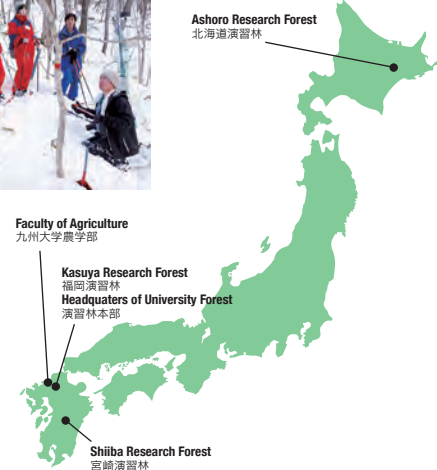 Ashoro Research Forest
北海道演習林
Faculty of Agriculture
九州大学農学部
Kasuya Research Forest
福岡演習林
Headquaters of University Forest
演習林本部
Shiiba Research Forest
宮崎演習林